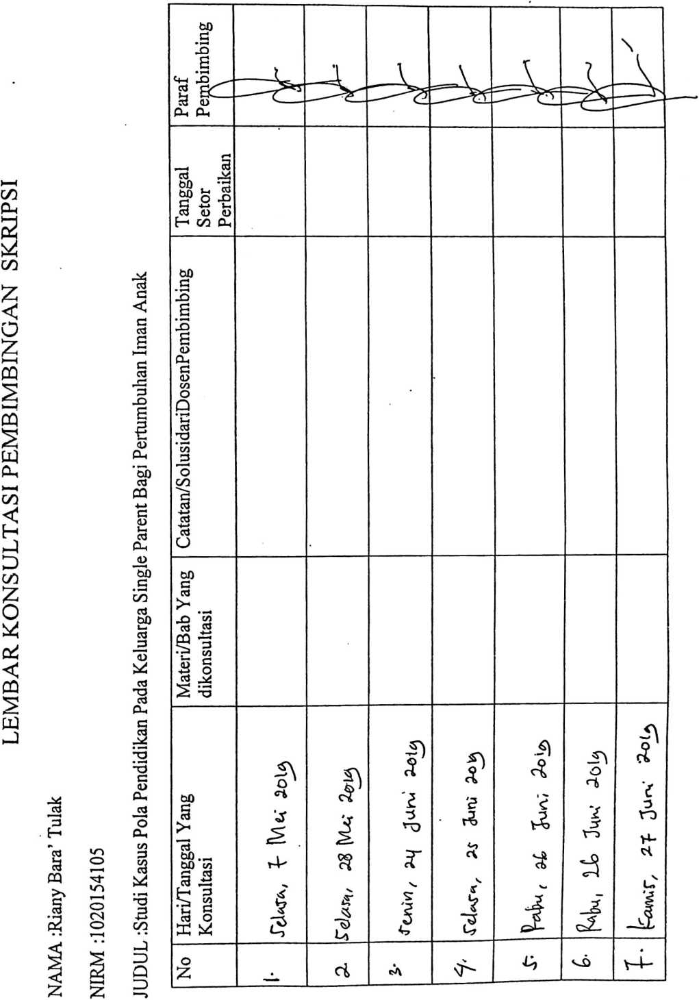 LEMBAR KONSULTASI PEMBIMBINGAN SKRIPSI
NAMA :Riany Bara' Tulak
NIRM :1020154105
JUDUL :Studi Kasus Pola Pendidikan Pada Keluarga Single Parent Bagi Pertumbuhan Iman Anak
No
Hari/Tanggal Yang
Konsultasi
Materi/Bab Yang
dikonsultasi
Catatan/SolusidariDosenPembimbing
Tanggal
Setor
Perbaikan
Paraf
Pembimbing
1. Selasa, 7 Mei 2019
2 Selasa, 28 Mei 2019
3. Senin, 24 Juni 2019
4. Selasa, 25 Juni 2019
5. Rabu, 26 Juni 2019
6. Rabu, 26 Juni 2019
7. Kamis, 27 Juni 2019